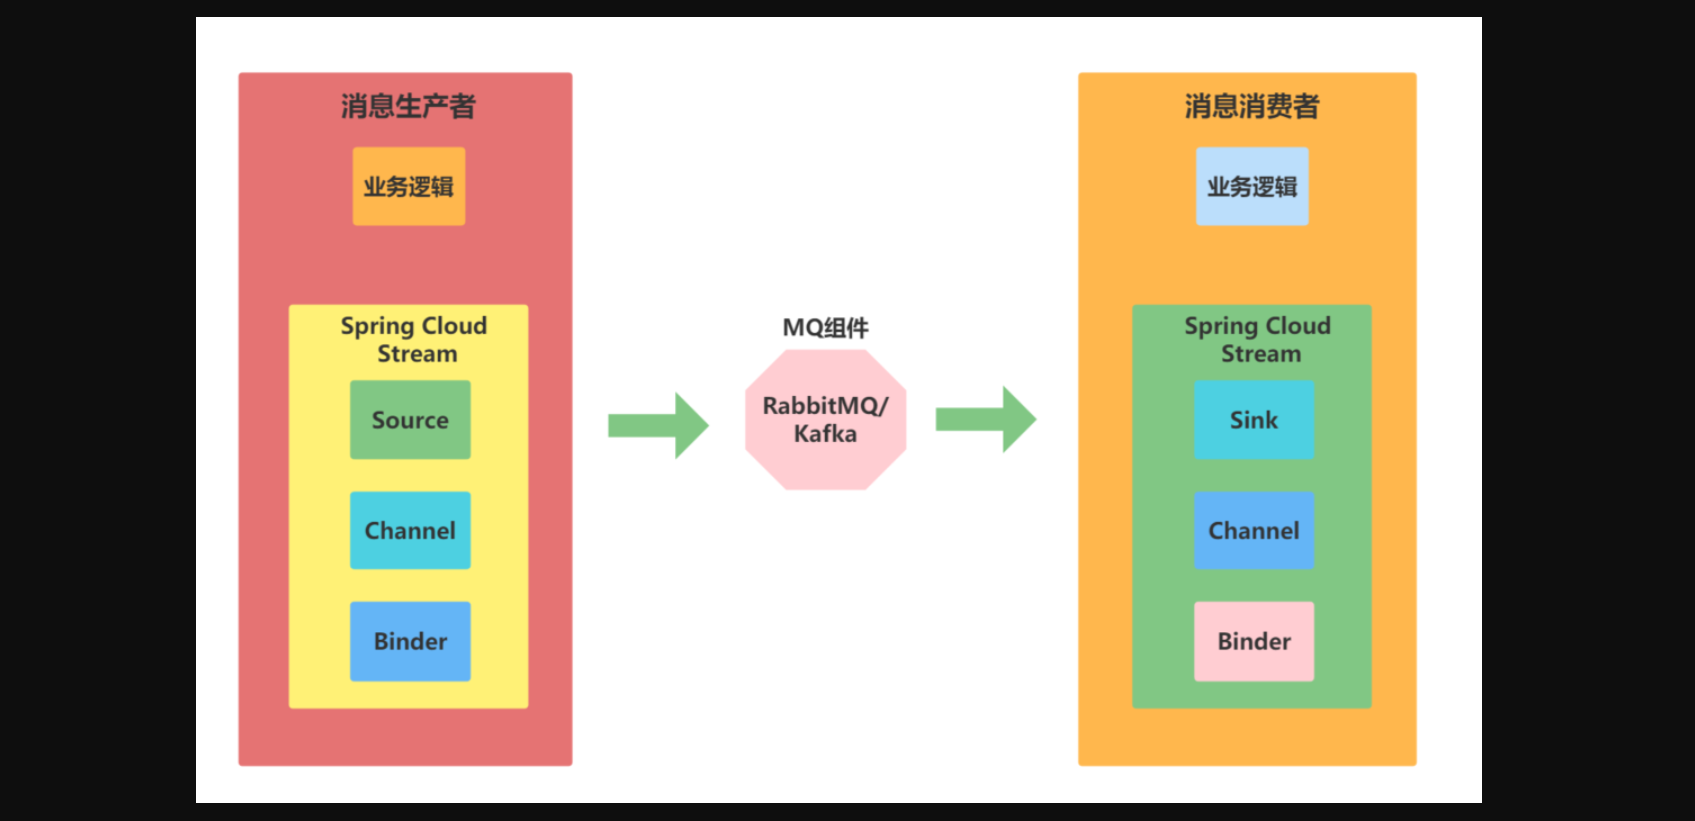 消息生产者
业务逻辑
Spring Cloud
Stream
Source
Channel
Binder
MQ组件
RabbitMQ/
Kafka
消息消费者
业务逻辑
Spring Cloud
Stream
Sink
Channel
Binder